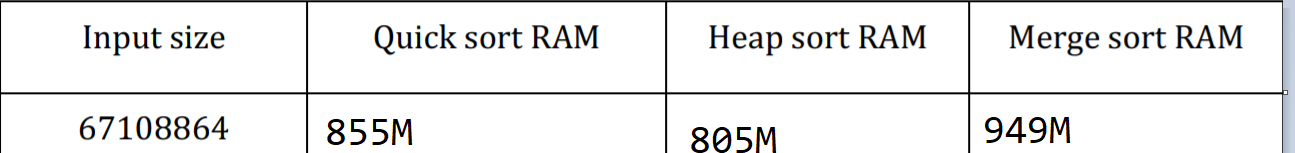 Input size Quick sort RAM Heap sort RAM Merge sort RAM
67108864 855M 805M 949M